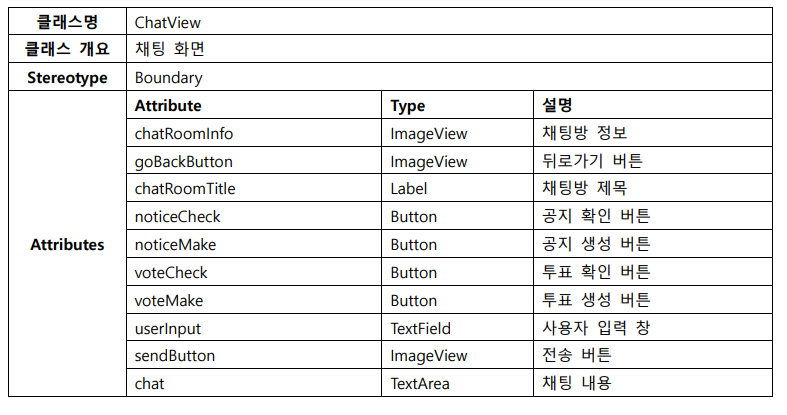 클래스명 ChatView
클래스 개요 채팅 화면
Stereotype Boundary
Attribute Type 설명
chatRoomInfo ImageView 채팅방 정보
goBackButton ImageView 뒤로가기 버튼
chatRoomTitle Label 채팅방 제목
noticeCheck Button 공지 확인 버튼
noticeMake Button 공지 생성 버튼
Attributes
voteCheck Button 투표 확인 버튼
voteMake Button 투표 생성 버튼
userInput TextField 사용자 입력 창
sendButton ImageView 전송 버튼
chat TextArea 채팅 내용